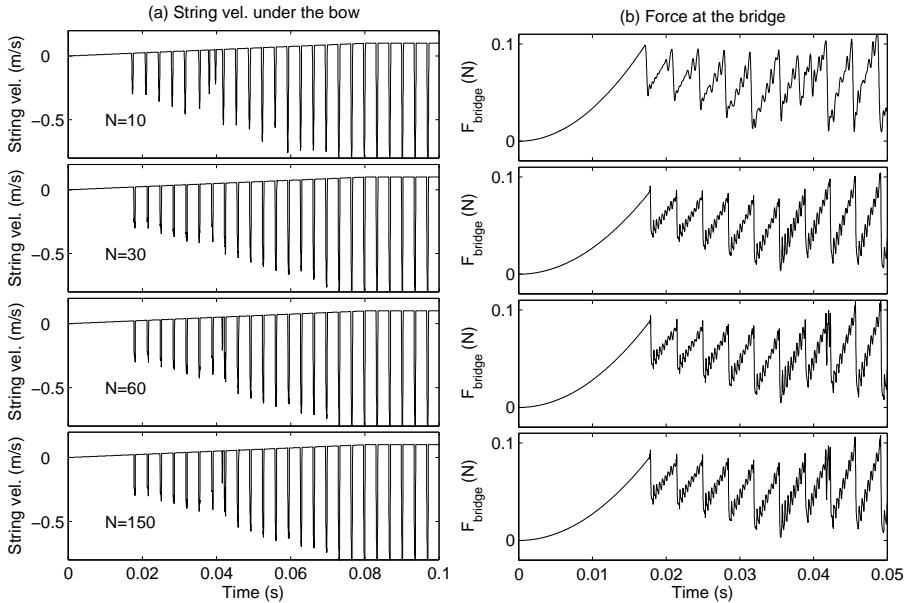 (a) String vel. under the bow
(b) Force at the bridge
String vel. (m/s)
0
−0.5
N=10
F_bridge (N)
0.1
0
String vel. (m/s)
0
−0.5
N=30
F_bridge (N)
0.1
0
String vel. (m/s)
0
−0.5
N=60
F_bridge (N)
0.1
0
String vel. (m/s)
0
−0.5
N=150
F_bridge (N)
0.1
0
0 0.02 0.04 0.06 0.08 0.1
Time (s)
0 0.01 0.02 0.03 0.04 0.05
Time (s)